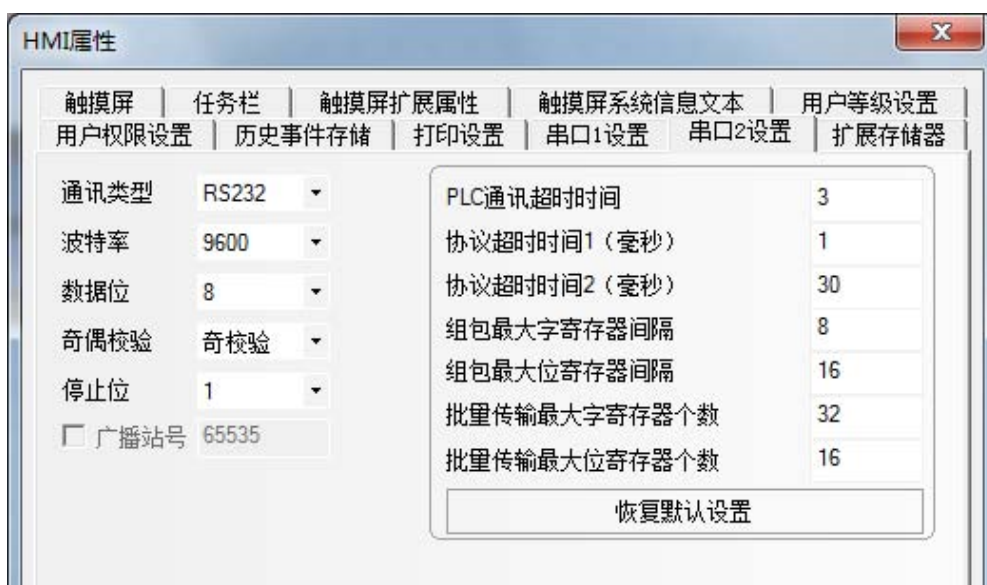 HMI属性
触摸屏 任务栏 触摸屏扩展属性 触摸屏系统信息文本 用户等级设置
用户权限设置 历史事件存储 打印设置 串口1设置 串口2设置 扩展存储器
通讯类型 RS232
波特率 9600
数据位 8
奇偶校验 奇校验
停止位 1
广播站号 65535
PLC通讯超时时间 3
协议超时时间1（毫秒） 1
协议超时时间2（毫秒） 30
组包最大字寄存器间隔 8
组包最大位寄存器间隔 16
批量传输最大字寄存器个数 32
批量传输最大位寄存器个数 16
恢复默认设置